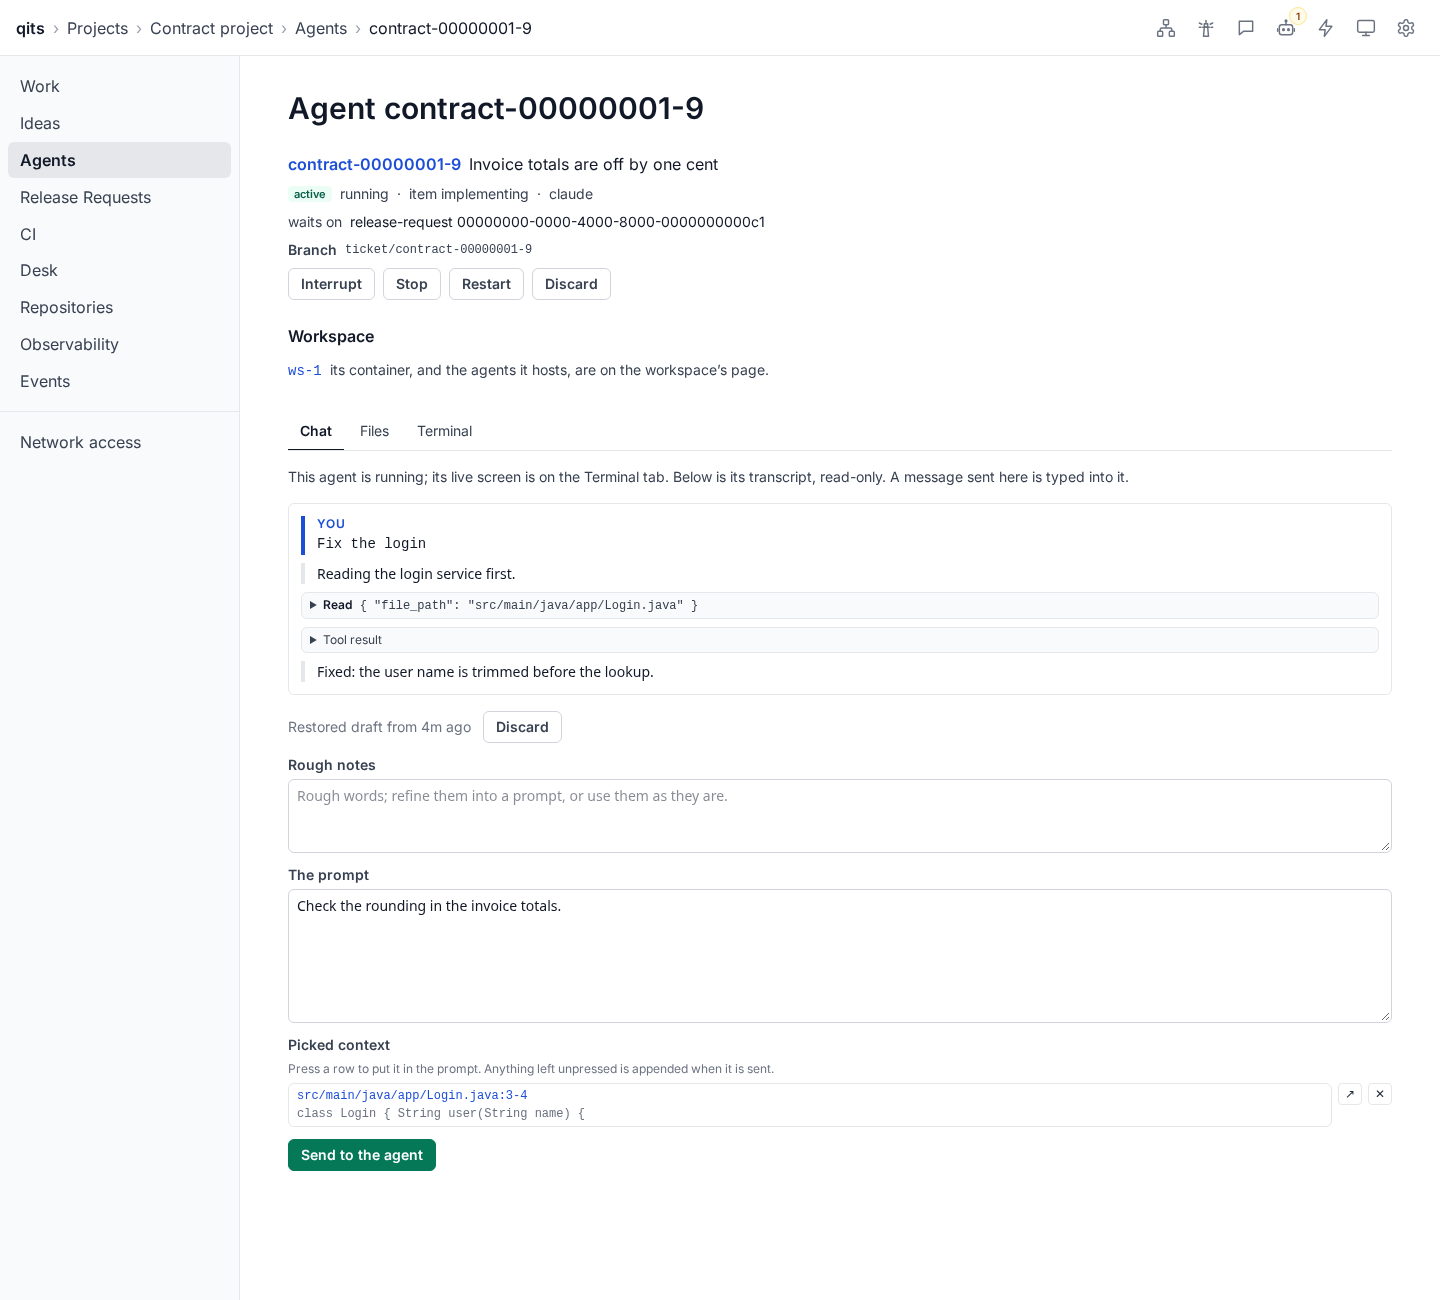 qits › Projects › Contract project › Agents › contract-00000001-9
1
Work
Ideas
Agents
Release Requests
CI
Desk
Repositories
Observability
Events
Network access
Agent contract-00000001-9
contract-00000001-9 Invoice totals are off by one cent
active running · item implementing · claude
waits on release-request 00000000-0000-4000-8000-0000000000c1
Branch ticket/contract-00000001-9
Interrupt Stop Restart Discard
Workspace
ws-1 its container, and the agents it hosts, are on the workspace’s page.
Chat Files Terminal
This agent is running; its live screen is on the Terminal tab. Below is its transcript, read-only. A message sent here is typed into it.
YOU
Fix the login
Reading the login service first.
Read { "file_path": "src/main/java/app/Login.java" }
Tool result
Fixed: the user name is trimmed before the lookup.
Restored draft from 4m ago Discard
Rough notes
Rough words; refine them into a prompt, or use them as they are.
The prompt
Check the rounding in the invoice totals.
Picked context
Press a row to put it in the prompt. Anything left unpressed is appended when it is sent.
src/main/java/app/Login.java:3-4
class Login { String user(String name) {
Send to the agent